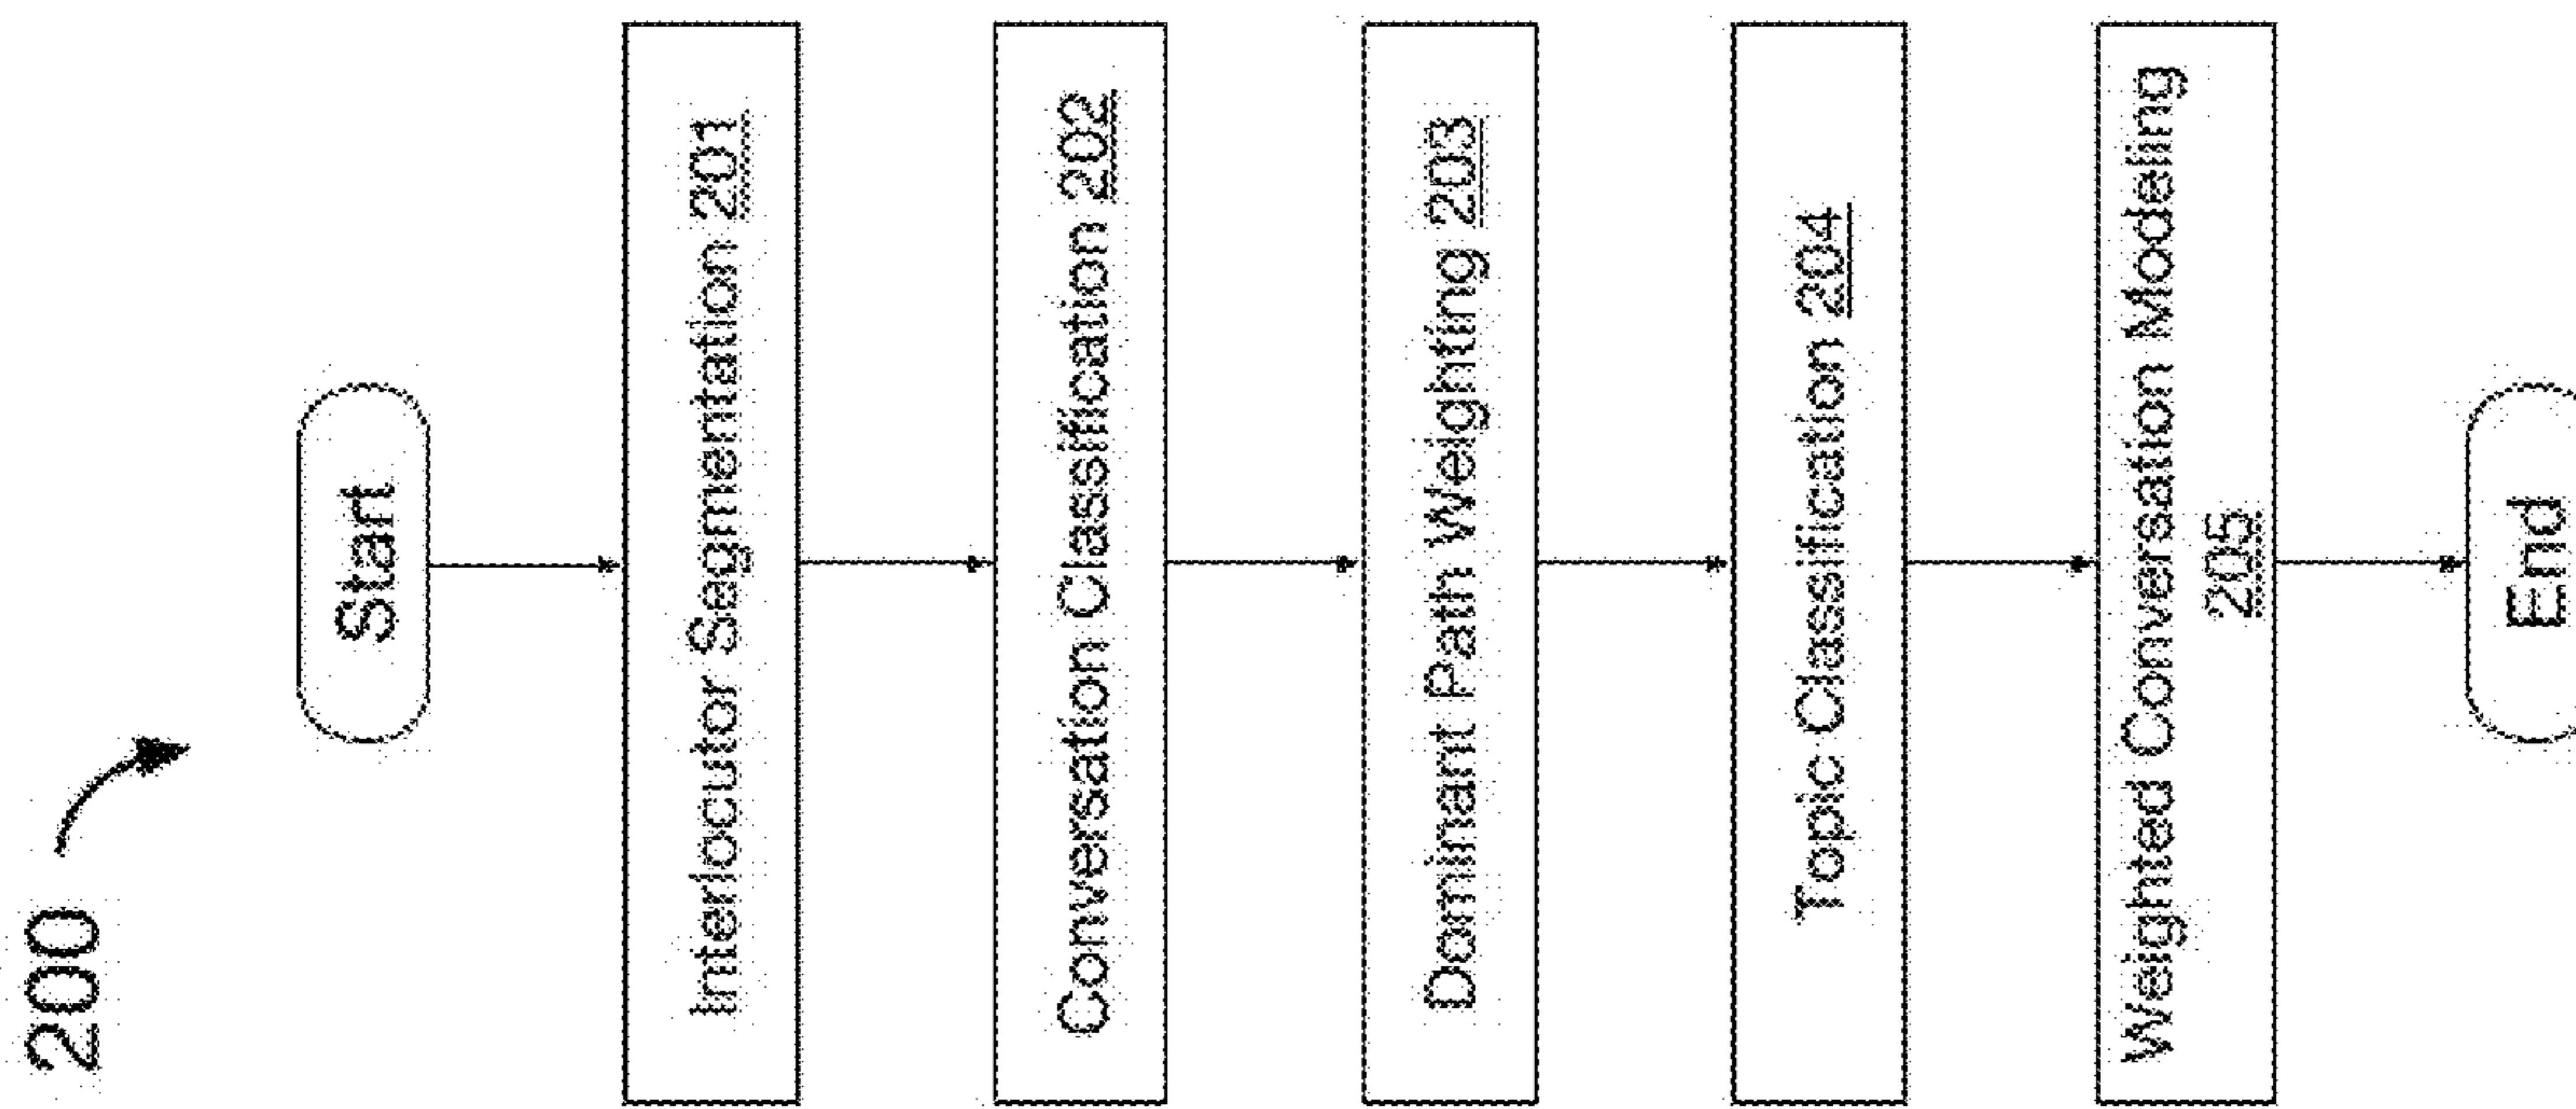 200
Start
Interlocutor Segmentation 201
Conversation Classification 202
Dominant Path Weighting 203
Topic Classification 204
Weighted Conversation Modeling
205
End